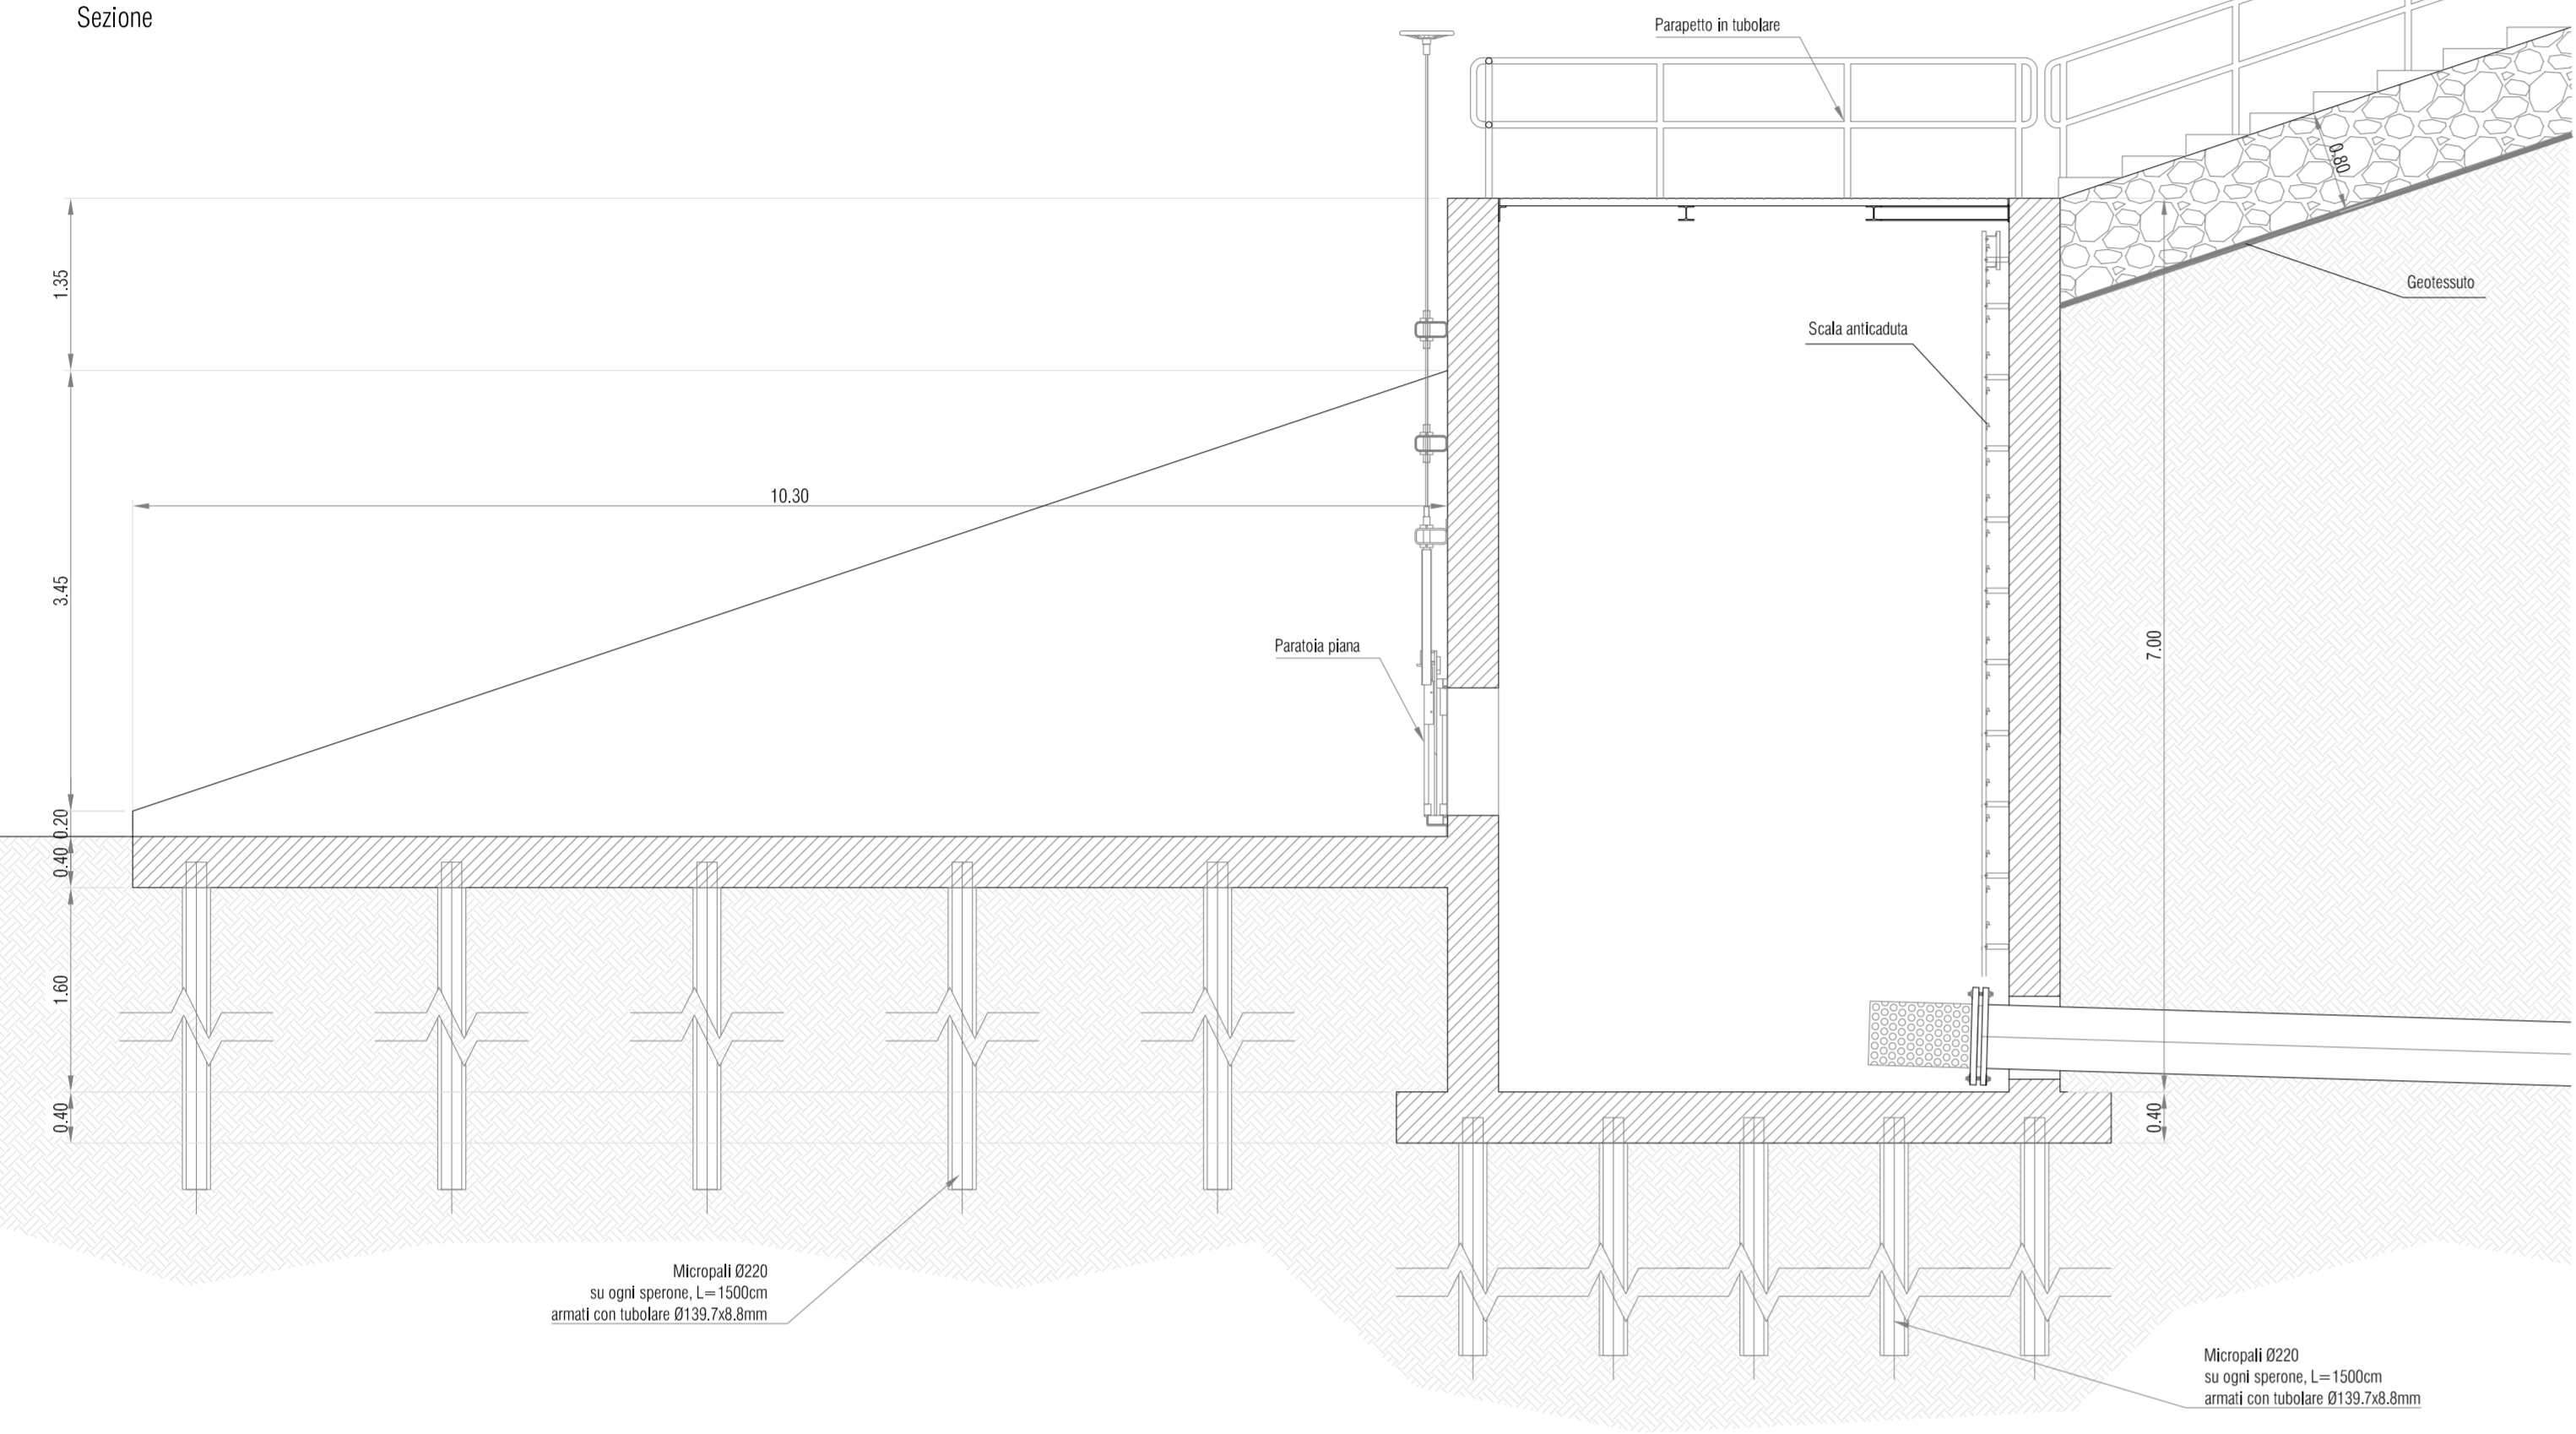 Sezione
Parapetto in tubolare
0.80
1.35
Geotessuto
Scala anticaduta
10.30
3.45
Paratoia piana
7.00
0.20
0.40
1.60
0.40
0.40
Micropali Ø220
su ogni sperone, L=1500cm
armati con tubolare Ø139.7x8.8mm
Micropali Ø220
su ogni sperone, L=1500cm
armati con tubolare Ø139.7x8.8mm